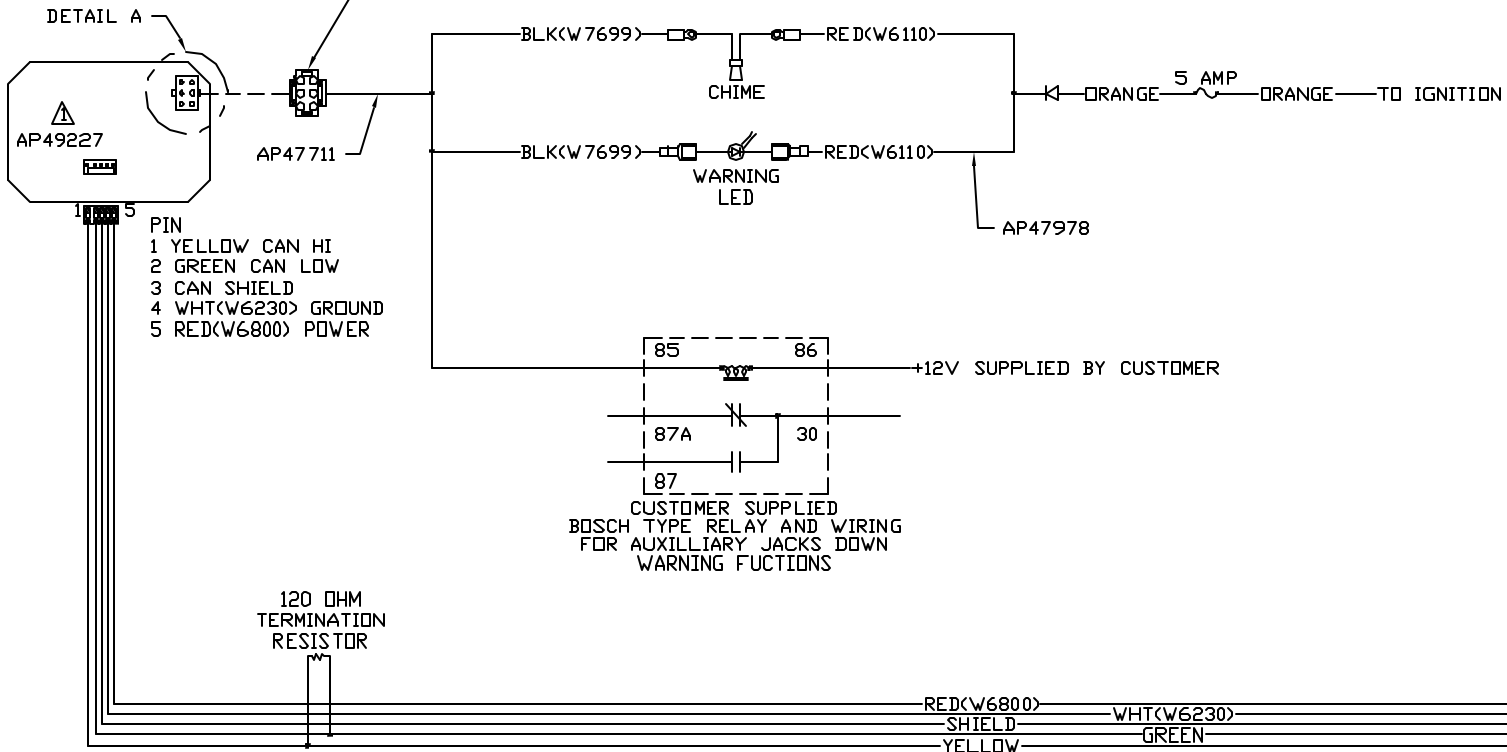 DETAIL A
BLK(W7699)
RED(W6110)
CHIME
ORANGE
5 AMP
ORANGE
TO IGNITION
1
AP49227
AP47711
BLK(W7699)
RED(W6110)
WARNING
LED
AP47978
1
5
PIN
1 YELLOW CAN HI
2 GREEN CAN LOW
3 CAN SHIELD
4 WHT(W6230) GROUND
5 RED(W6800) POWER
85
86
+12V SUPPLIED BY CUSTOMER
87A
30
87
CUSTOMER SUPPLIED
BOSCH TYPE RELAY AND WIRING
FOR AUXILLIARY JACKS DOWN
WARNING FUCTIONS
120 OHM
TERMINATION
RESISTOR
RED(W6800)
WHT(W6230)
SHIELD
GREEN
YELLOW